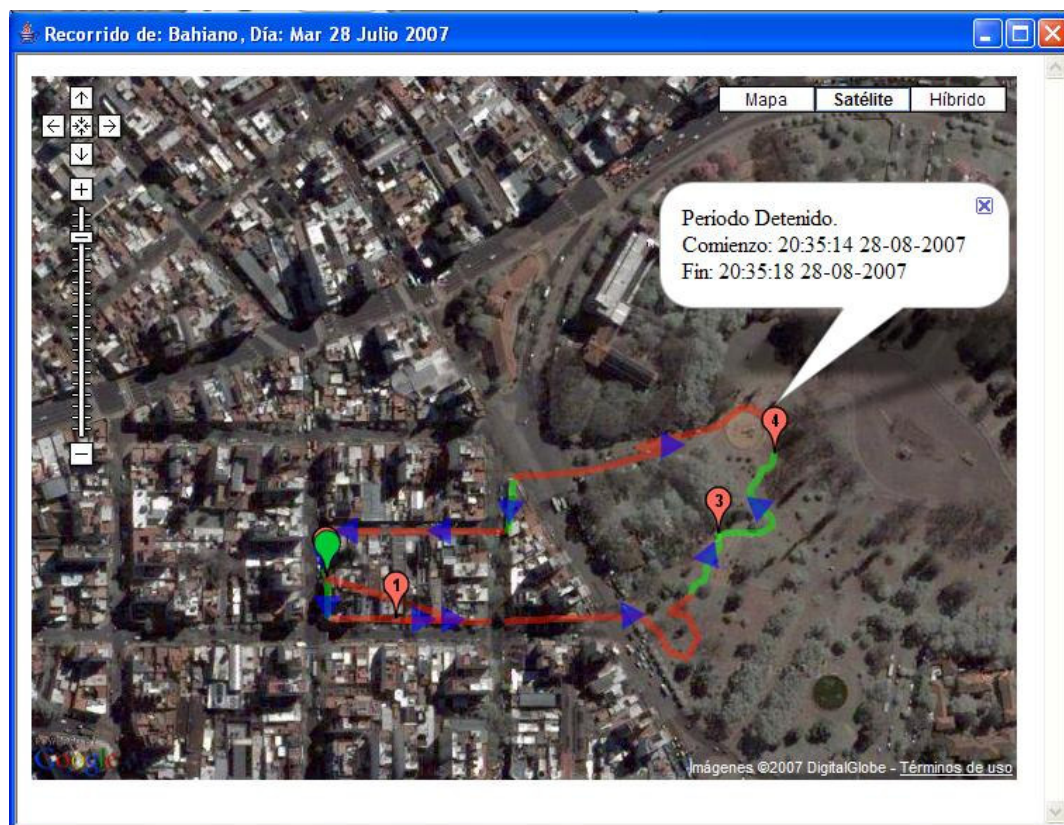 Recorrido de: Bahiano, Día: Mar 28 Julio 2007
Mapa Satélite Híbrido
Periodo Detenido.
Comienzo: 20:35:14 28-08-2007
Fin: 20:35:18 28-08-2007
4
3
1
Google
Imágenes ©2007 DigitalGlobe - Términos de uso